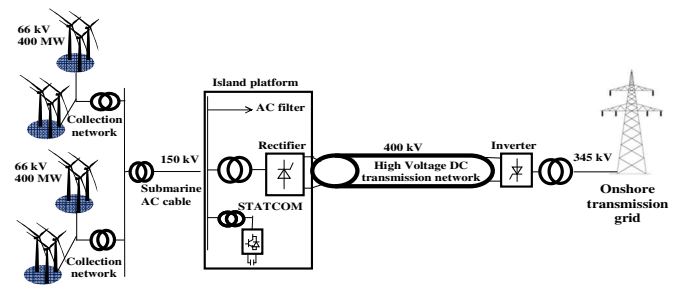 66 kV
400 MW
Collection
network
66 kV
400 MW
Collection
network
150 kV
Submarine
AC cable
Island platform
AC filter
Rectifier
STATCOM
400 kV
High Voltage DC
transmission network
Inverter
345 kV
Onshore
transmission
grid